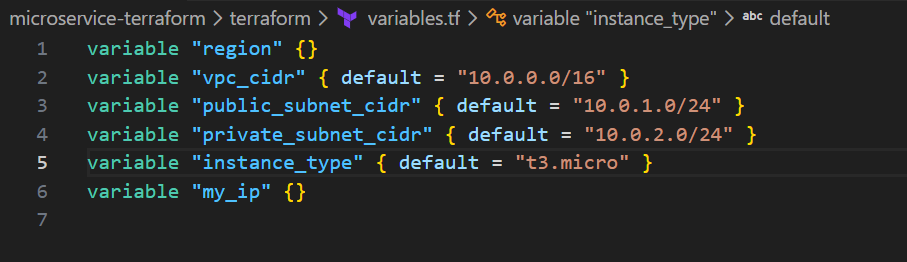 microservice-terraform > terraform > variables.tf > variable "instance_type" > abc default
1 variable "region" {}
2 variable "vpc_cidr" { default = "10.0.0.0/16" }
3 variable "public_subnet_cidr" { default = "10.0.1.0/24" }
4 variable "private_subnet_cidr" { default = "10.0.2.0/24" }
5 variable "instance_type" { default = "t3.micro" }
6 variable "my_ip" {}
7